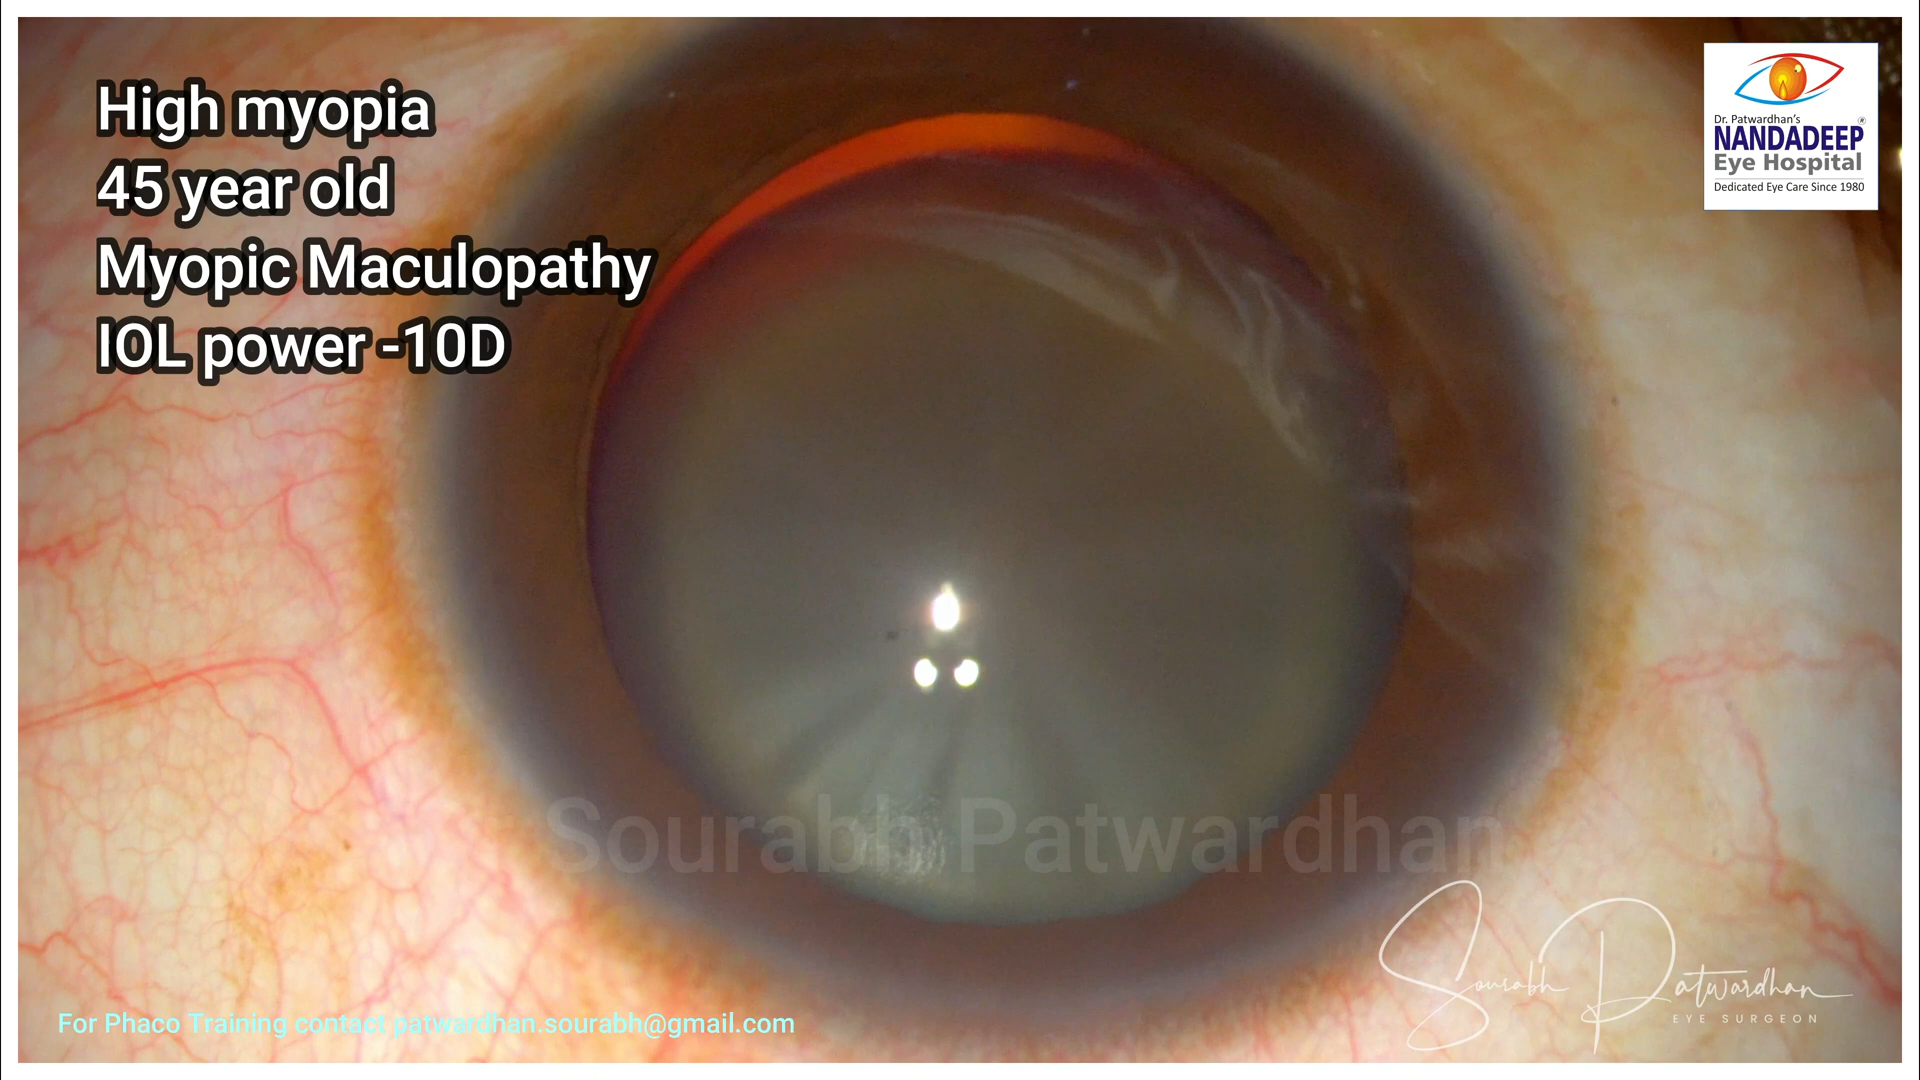 High myopia
45 year old
Myopic Maculopathy
IOL power -10D
Dr. Patwardhan's
NANDADEEP ®
Eye Hospital
Dedicated Eye Care Since 1980
Sourabh Patwardhan
Sourabh Patwardhan
EYE SURGEON
For Phaco Training contact patwardhan.sourabh@gmail.com